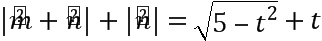 |m⃗ + n⃗| + |n⃗| = √(5 − t²) + t